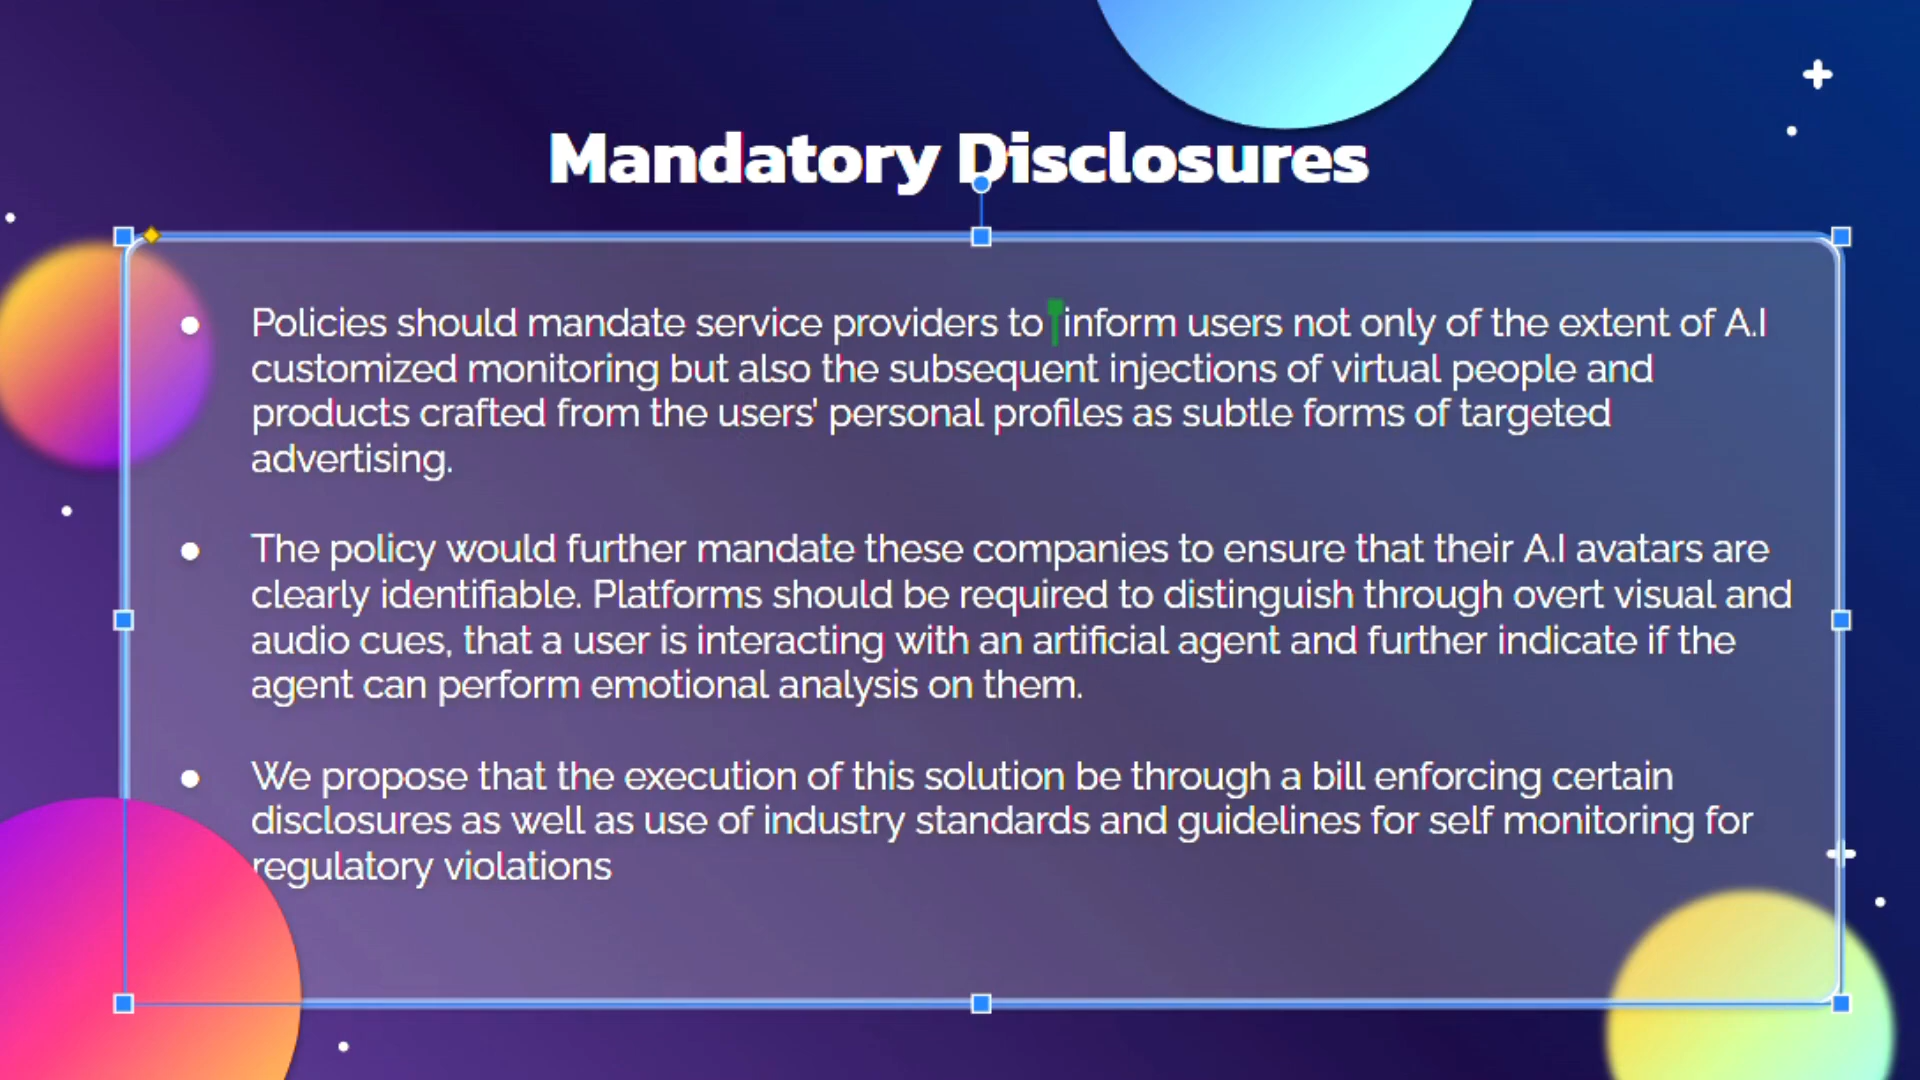 Mandatory Disclosures
● Policies should mandate service providers to inform users not only of the extent of A.I
customized monitoring but also the subsequent injections of virtual people and
products crafted from the users' personal profiles as subtle forms of targeted
advertising.
● The policy would further mandate these companies to ensure that their A.I avatars are
clearly identifiable. Platforms should be required to distinguish through overt visual and
audio cues, that a user is interacting with an artificial agent and further indicate if the
agent can perform emotional analysis on them.
● We propose that the execution of this solution be through a bill enforcing certain
disclosures as well as use of industry standards and guidelines for self monitoring for
regulatory violations